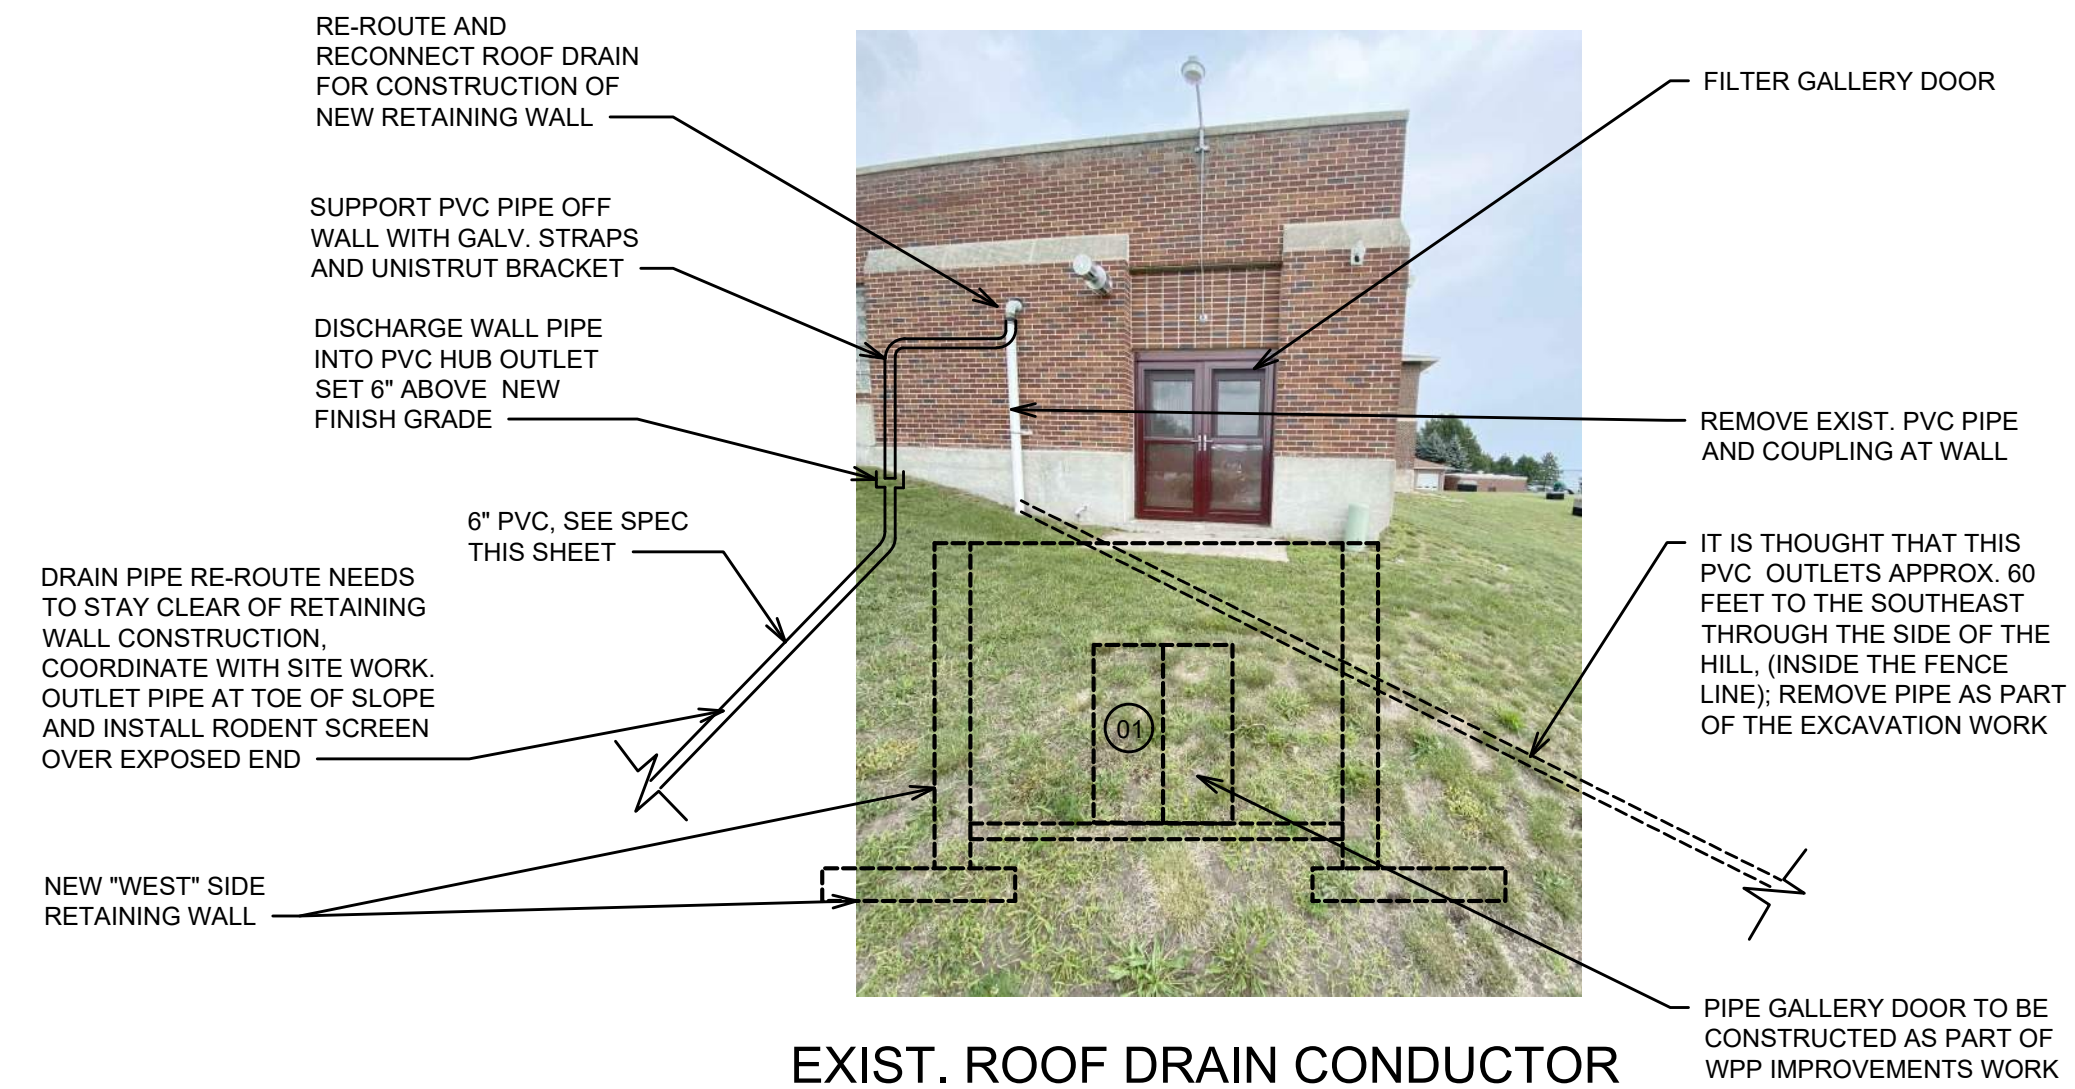 RE-ROUTE AND
RECONNECT ROOF DRAIN
FOR CONSTRUCTION OF
NEW RETAINING WALL
SUPPORT PVC PIPE OFF
WALL WITH GALV. STRAPS
AND UNISTRUT BRACKET
DISCHARGE WALL PIPE
INTO PVC HUB OUTLET
SET 6" ABOVE NEW
FINISH GRADE
6" PVC, SEE SPEC
THIS SHEET
DRAIN PIPE RE-ROUTE NEEDS
TO STAY CLEAR OF RETAINING
WALL CONSTRUCTION,
COORDINATE WITH SITE WORK.
OUTLET PIPE AT TOE OF SLOPE
AND INSTALL RODENT SCREEN
OVER EXPOSED END
NEW "WEST" SIDE
RETAINING WALL
01
FILTER GALLERY DOOR
REMOVE EXIST. PVC PIPE
AND COUPLING AT WALL
IT IS THOUGHT THAT THIS
PVC OUTLETS APPROX. 60
FEET TO THE SOUTHEAST
THROUGH THE SIDE OF THE
HILL, (INSIDE THE FENCE
LINE); REMOVE PIPE AS PART
OF THE EXCAVATION WORK
PIPE GALLERY DOOR TO BE
CONSTRUCTED AS PART OF
WPP IMPROVEMENTS WORK
EXIST. ROOF DRAIN CONDUCTOR